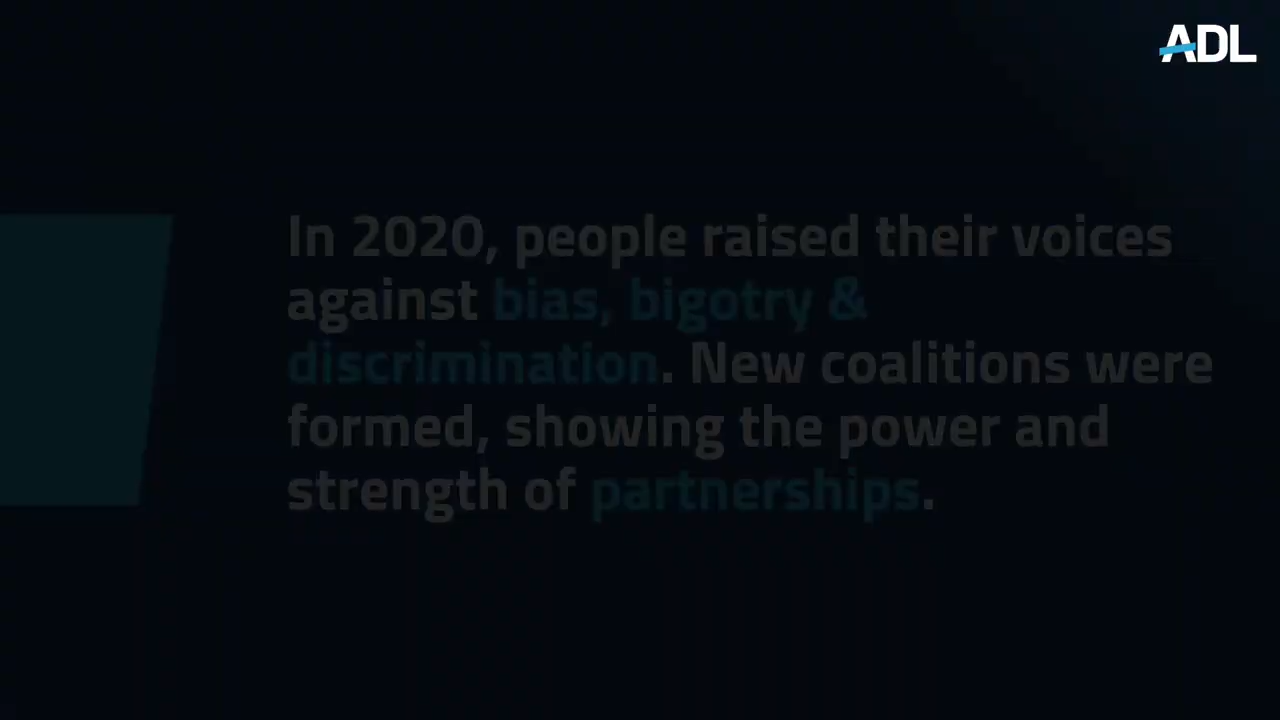 ADL
In 2020, people raised their voices
against bias, bigotry &
discrimination. New coalitions were
formed, showing the power and
strength of partnerships.